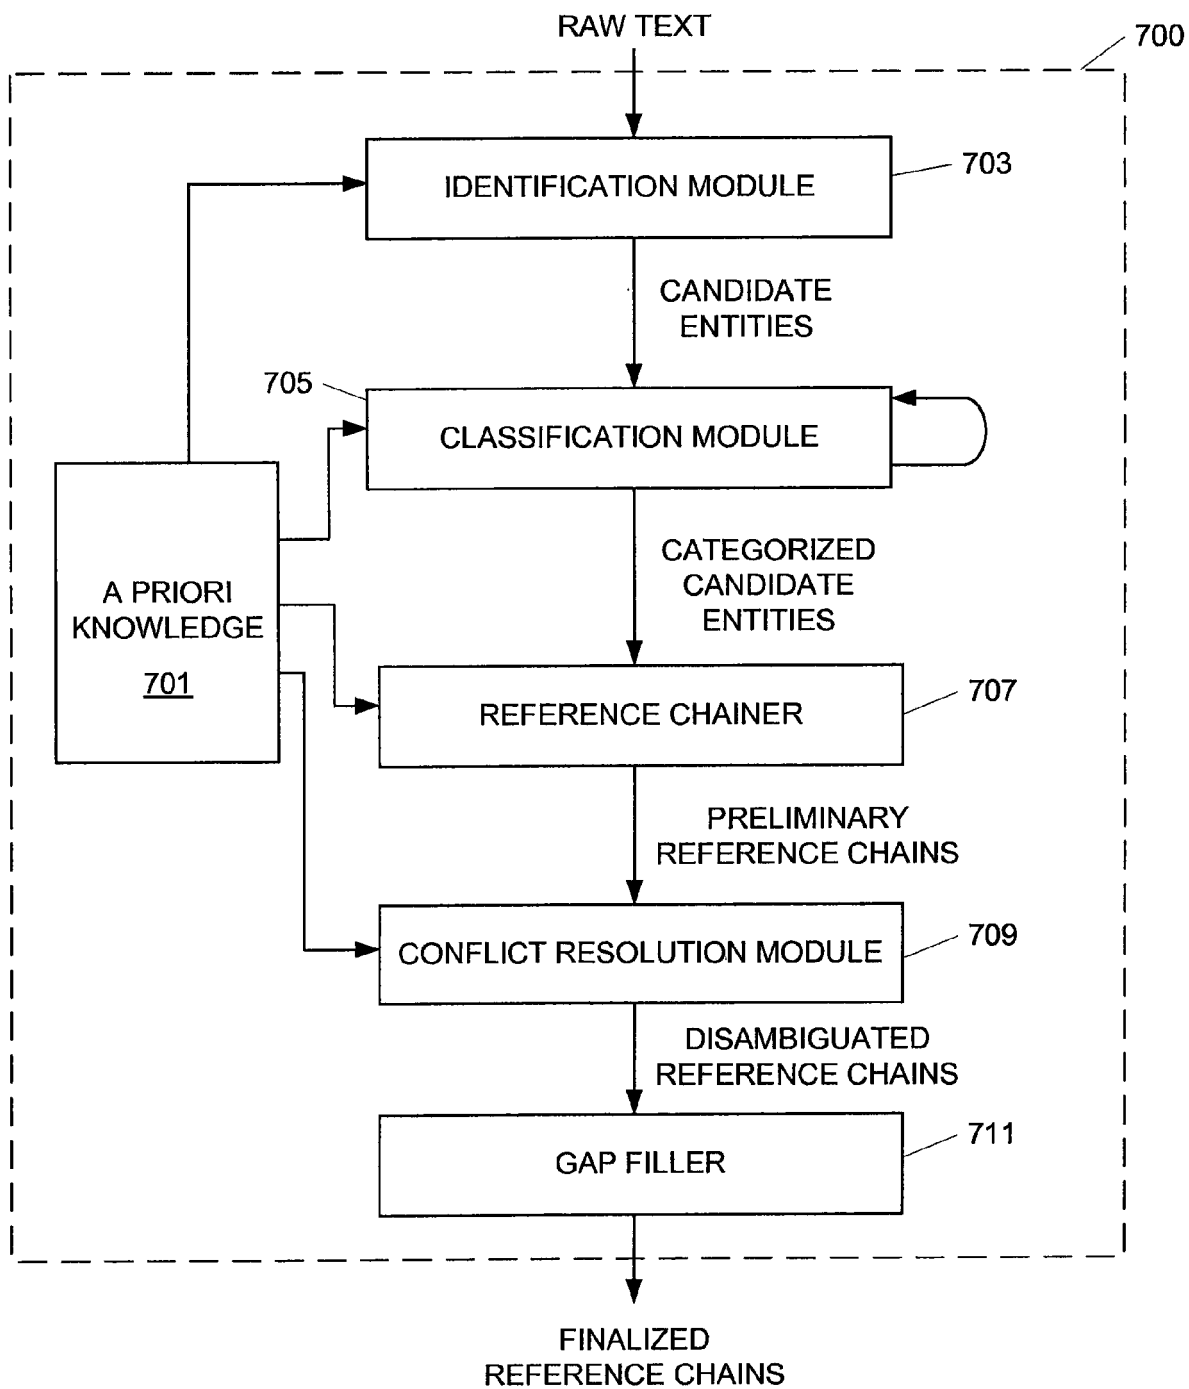 RAW TEXT
700
IDENTIFICATION MODULE
703
CANDIDATE
ENTITIES
705
CLASSIFICATION MODULE
A PRIORI
KNOWLEDGE
701
CATEGORIZED
CANDIDATE
ENTITIES
REFERENCE CHAINER
707
PRELIMINARY
REFERENCE CHAINS
CONFLICT RESOLUTION MODULE
709
DISAMBIGUATED
REFERENCE CHAINS
GAP FILLER
711
FINALIZED
REFERENCE CHAINS